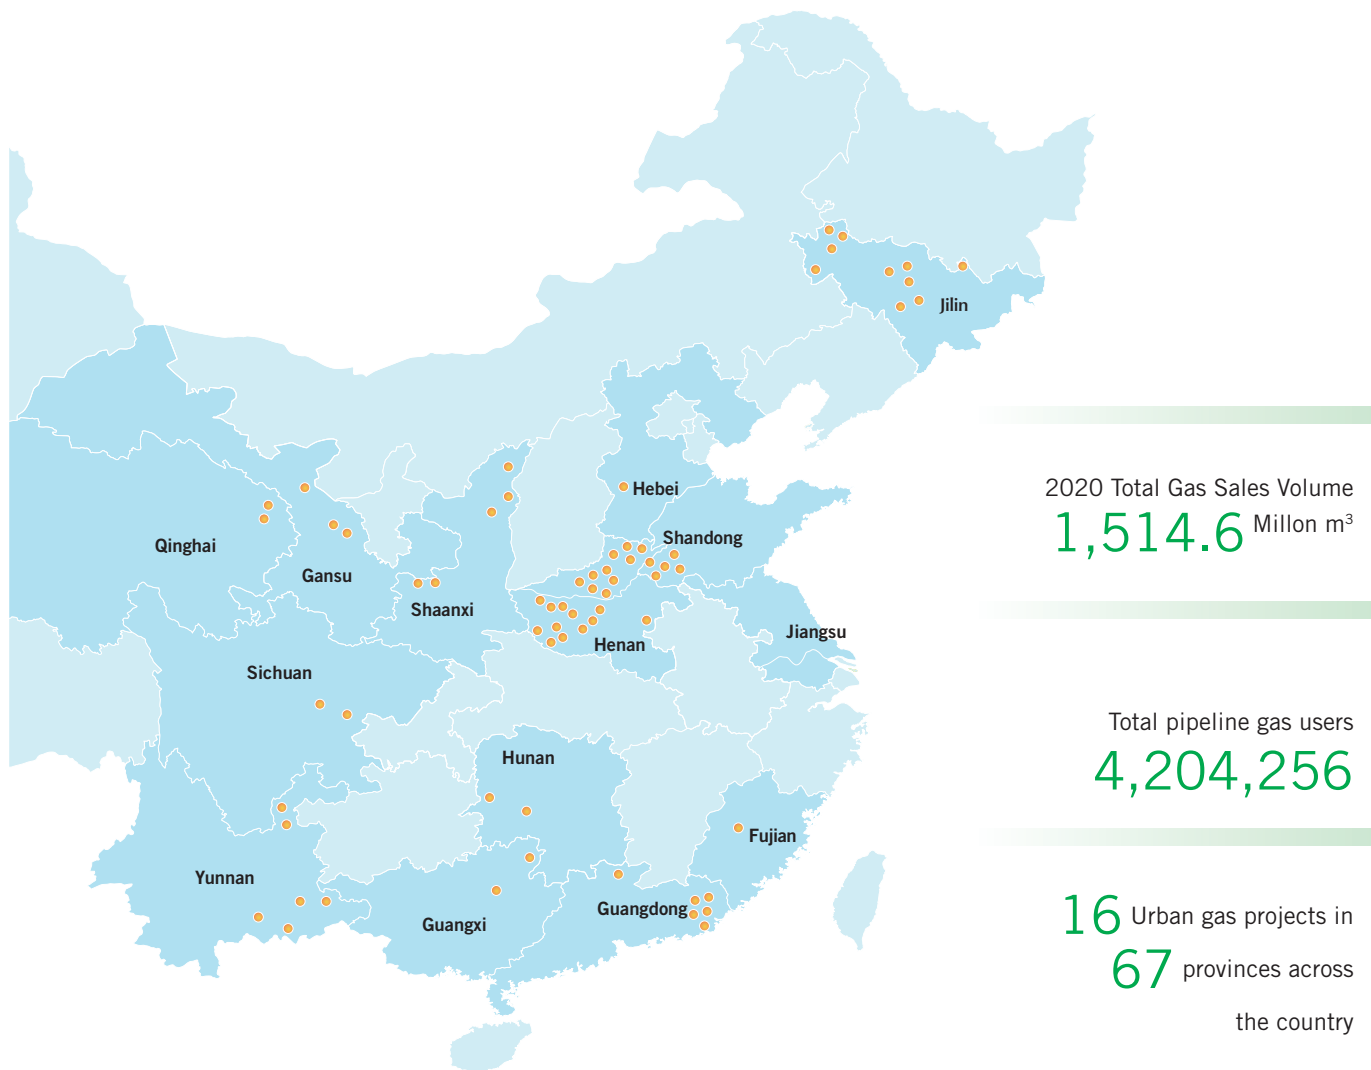 Jilin
Hebei
Shandong
Qinghai
Gansu
Shaanxi
Jiangsu
Henan
Sichuan
Hunan
Fujian
Yunnan
Guangdong
Guangxi
2020 Total Gas Sales Volume
1,514.6 Millon m³
Total pipeline gas users
4,204,256
16 Urban gas projects in
67 provinces across
the country